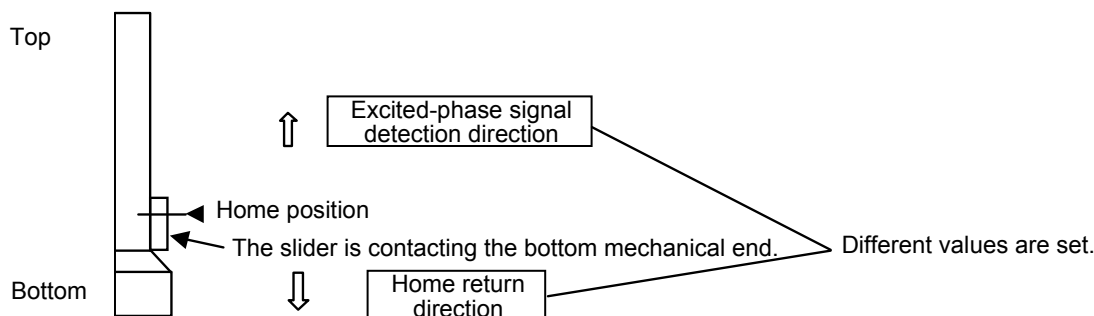 Top
Excited-phase signal
detection direction
Home position
The slider is contacting the bottom mechanical end.
Different values are set.
Bottom
Home return
direction